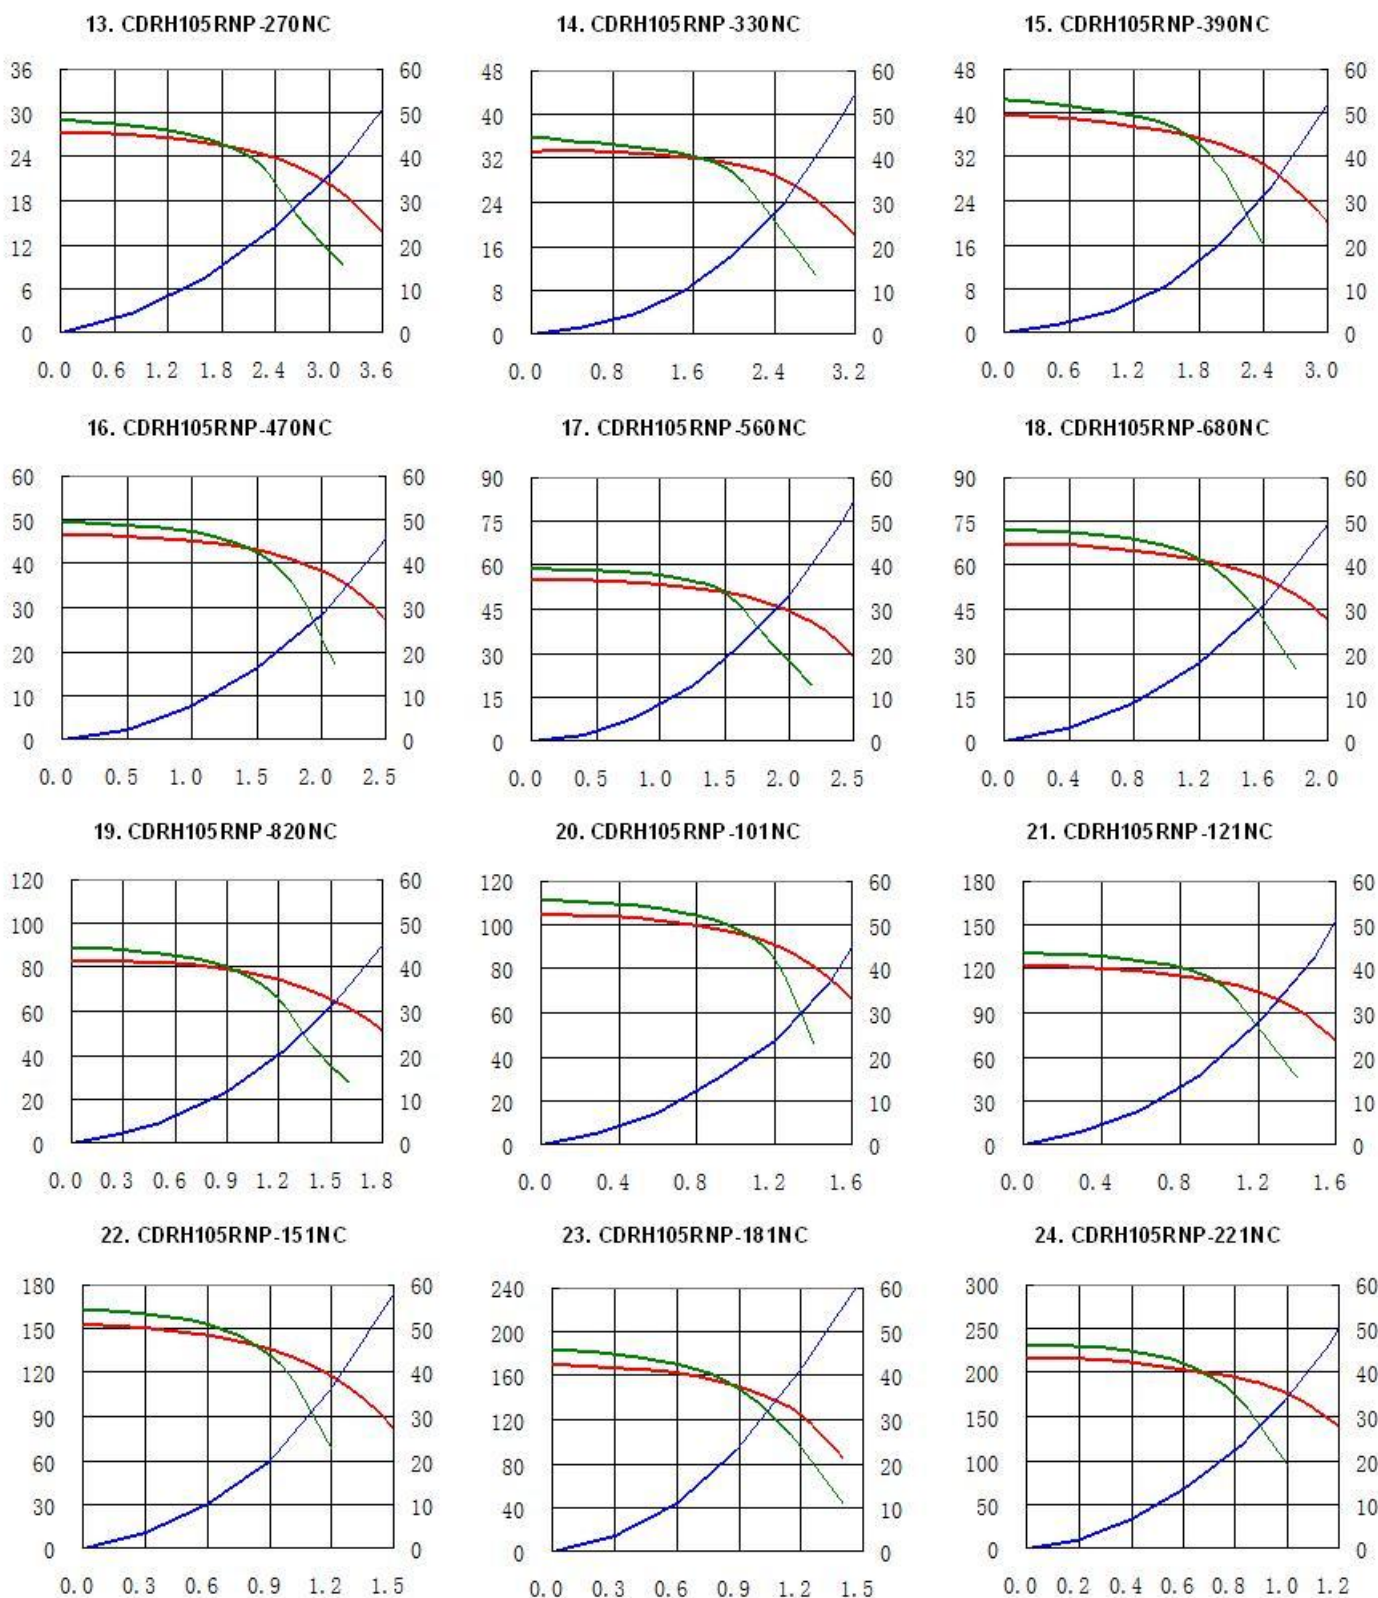 13. CDRH105RNP-270NC 14. CDRH105RNP-330NC 15. CDRH105RNP-390NC
36 60 48 60 48 60
30 50 40 50 40 50
24 40 32 40 32 40
18 30 24 30 24 30
12 20 16 20 16 20
6 10 8 10 8 10
0 0 0 0 0 0
0.0 0.6 1.2 1.8 2.4 3.0 3.6 0.0 0.8 1.6 2.4 3.2 0.0 0.6 1.2 1.8 2.4 3.0
16. CDRH105RNP-470NC 17. CDRH105RNP-560NC 18. CDRH105RNP-680NC
60 60 90 60 90 60
50 50 75 50 75 50
40 40 60 40 60 40
30 30 45 30 45 30
20 20 30 20 30 20
10 10 15 10 15 10
0 0 0 0 0 0
0.0 0.5 1.0 1.5 2.0 2.5 0.0 0.5 1.0 1.5 2.0 2.5 0.0 0.4 0.8 1.2 1.6 2.0
19. CDRH105RNP-820NC 20. CDRH105RNP-101NC 21. CDRH105RNP-121NC
120 60 120 60 180 60
100 50 100 50 150 50
80 40 80 40 120 40
60 30 60 30 90 30
40 20 40 20 60 20
20 10 20 10 30 10
0 0 0 0 0 0
0.0 0.3 0.6 0.9 1.2 1.5 1.8 0.0 0.4 0.8 1.2 1.6 0.0 0.4 0.8 1.2 1.6
22. CDRH105RNP-151NC 23. CDRH105RNP-181NC 24. CDRH105RNP-221NC
180 60 240 60 300 60
150 50 200 50 250 50
120 40 160 40 200 40
90 30 120 30 150 30
60 20 80 20 100 20
30 10 40 10 50 10
0 0 0 0 0 0
0.0 0.3 0.6 0.9 1.2 1.5 0.0 0.3 0.6 0.9 1.2 1.5 0.0 0.2 0.4 0.6 0.8 1.0 1.2